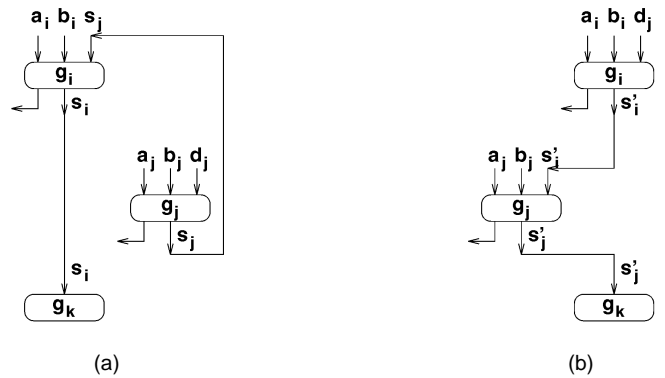 a_i b_i s_j
g_i
s_i
a_j b_j d_j
g_j
s_j
s_i
g_k
(a)
a_i b_i d_j
g_i
s'_i
a_j b_j s'_i
g_j
s'_j
s'_j
g_k
(b)